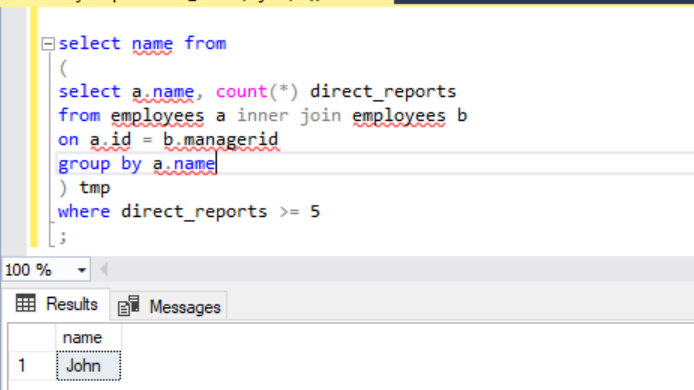 select name from
(
select a.name, count(*) direct_reports
from employees a inner join employees b
on a.id = b.managerid
group by a.name
) tmp
where direct_reports >= 5
;
100 %
Results Messages
name
1 John